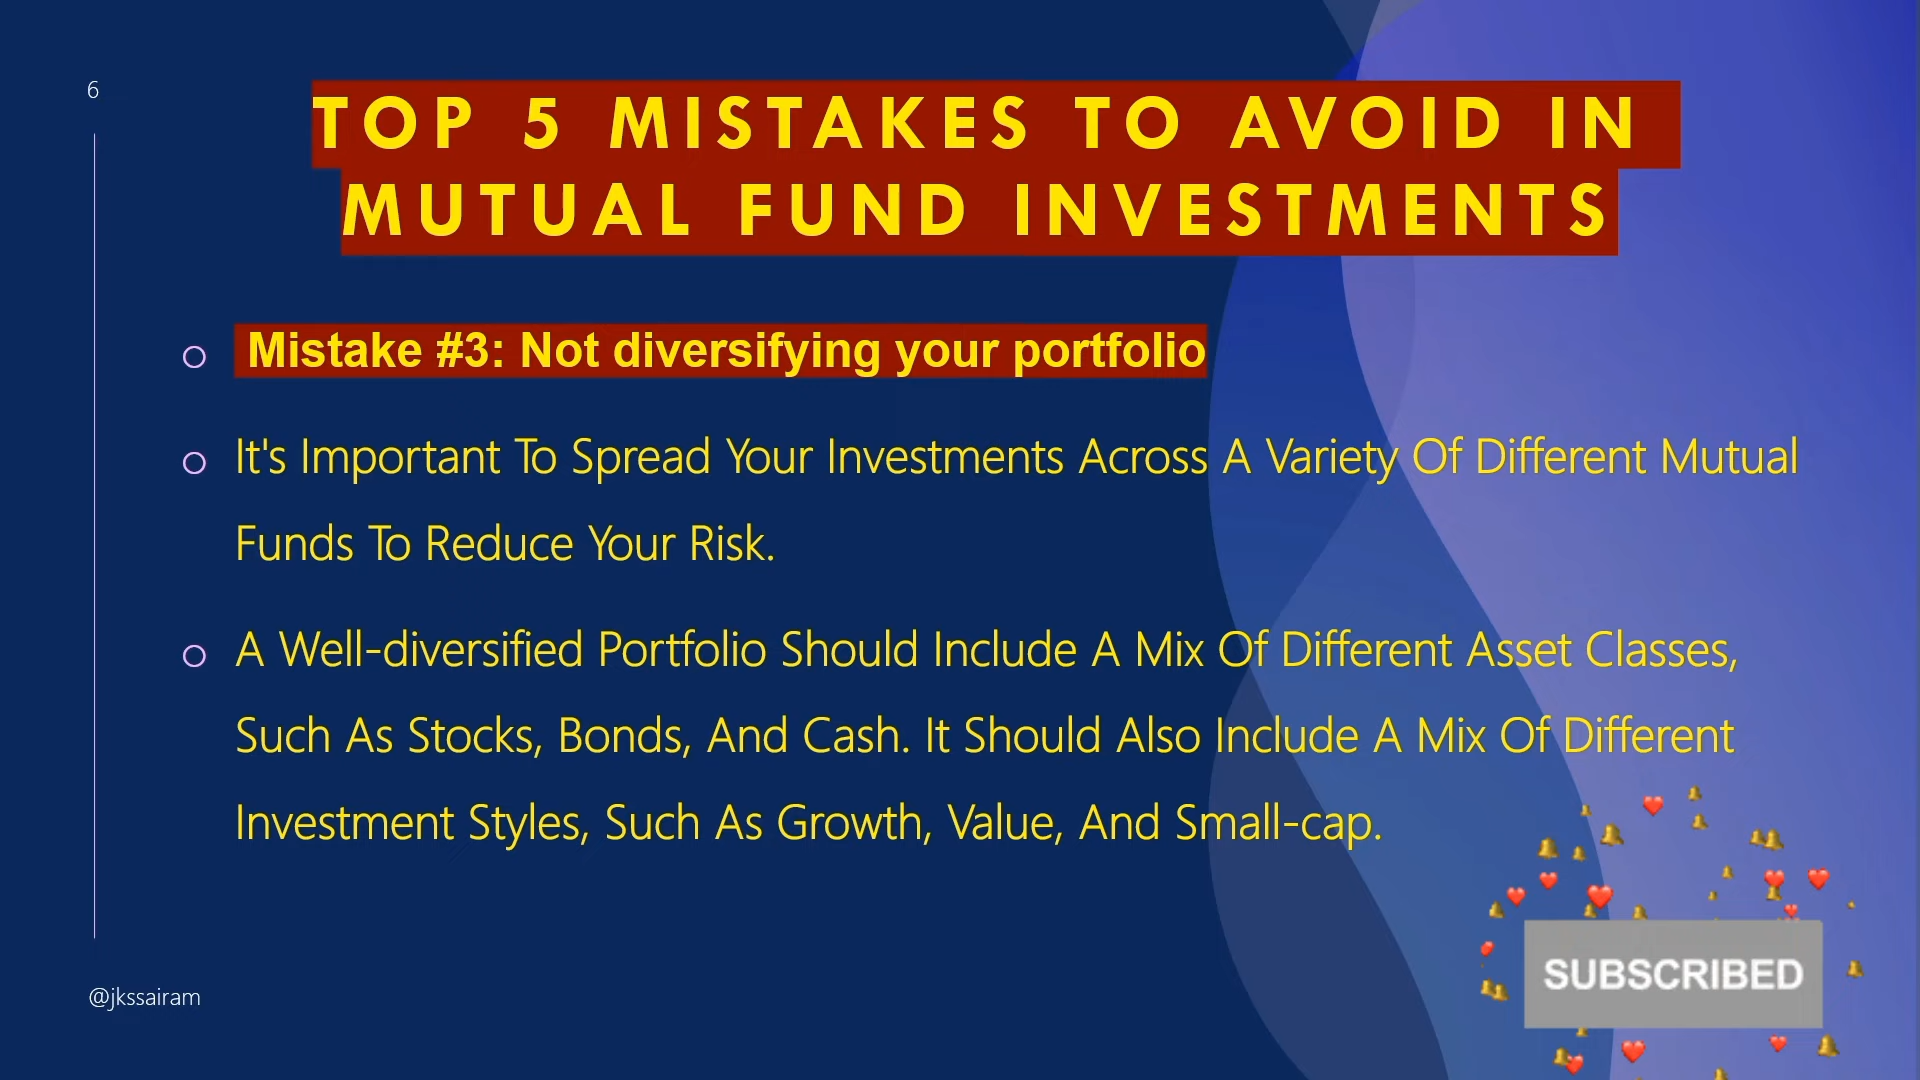 6
TOP 5 MISTAKES TO AVOID IN
MUTUAL FUND INVESTMENTS
Mistake #3: Not diversifying your portfolio
It's Important To Spread Your Investments Across A Variety Of Different Mutual
Funds To Reduce Your Risk.
A Well-diversified Portfolio Should Include A Mix Of Different Asset Classes,
Such As Stocks, Bonds, And Cash. It Should Also Include A Mix Of Different
Investment Styles, Such As Growth, Value, And Small-cap.
@jkssairam
SUBSCRIBED